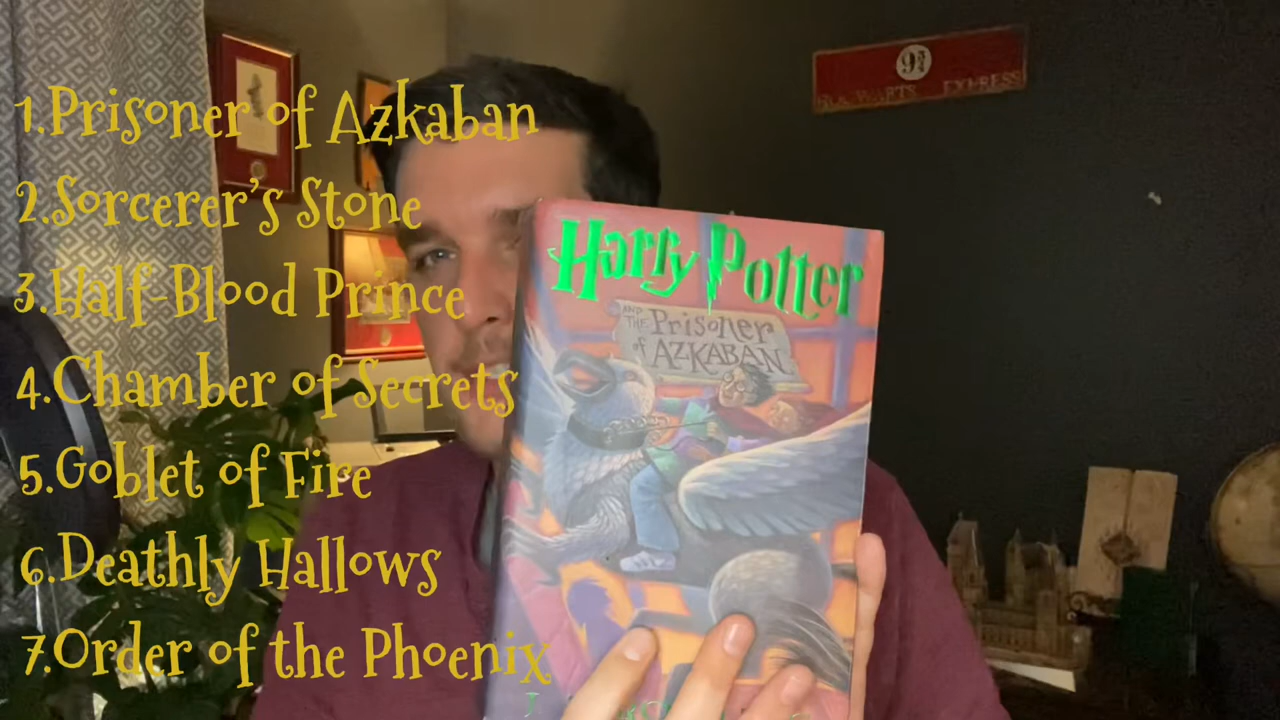 1.Prisoner of Azkaban
2.Sorcerer's Stone
3.Half-Blood Prince
4.Chamber of Secrets
5.Goblet of Fire
6.Deathly Hallows
7.Order of the Phoenix
Harry Potter
AND
THE Prisoner
of AZKABAN
9¾
HOGWARTS EXPRESS